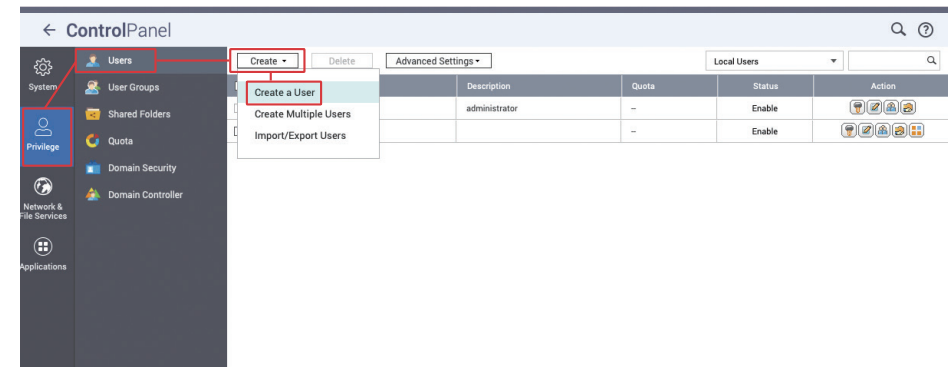 ControlPanel
System
Privilege
Network &
File Services
Applications
Users
User Groups
Shared Folders
Quota
Domain Security
Domain Controller
Create
Delete
Advanced Settings
Local Users
Create a User
Create Multiple Users
Import/Export Users
Description
Quota
Status
Action
administrator
–
Enable
–
Enable